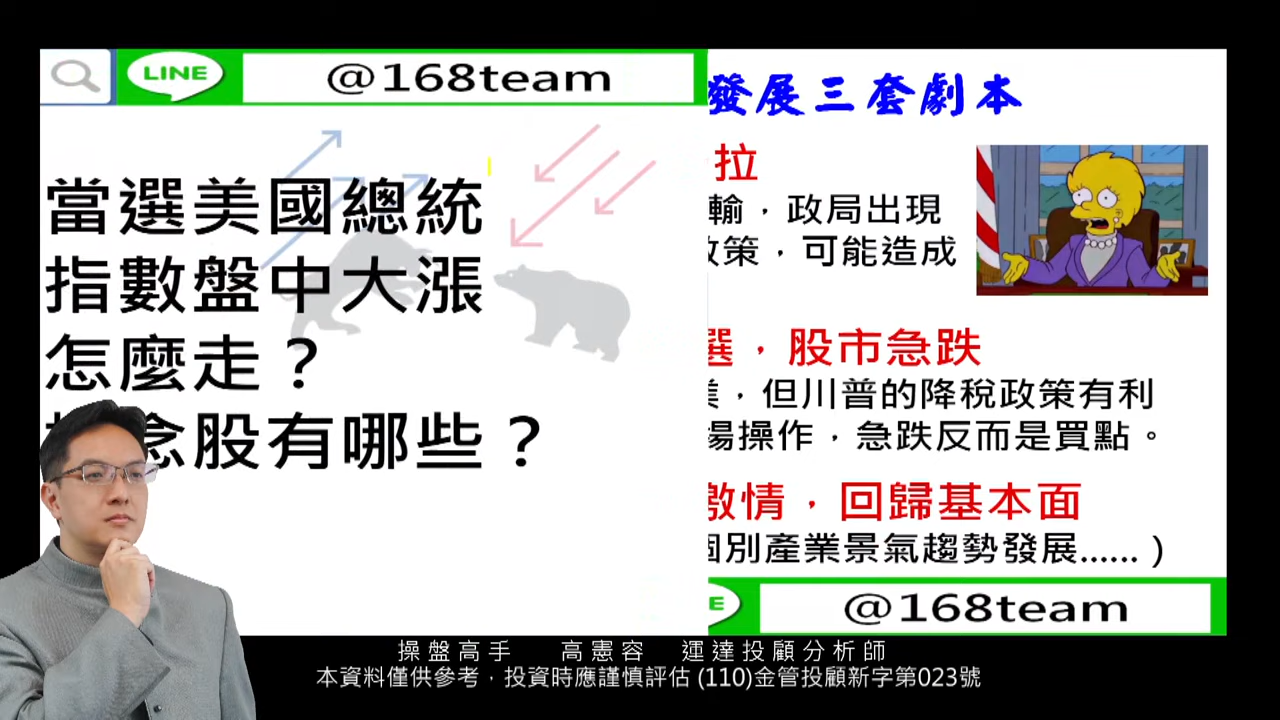 LINE @168team
當選美國總統
指數盤中大漲
怎麼走？
念股有哪些？
發展三套劇本
拉
輸，政局出現
政策，可能造成
選，股市急跌
業，但川普的降稅政策有利
場操作，急跌反而是買點。
激情，回歸基本面
個別產業景氣趨勢發展......）
E @168team
操盤高手 高憲容 運達投顧分析師
本資料僅供參考，投資時應謹慎評估 (110)金管投顧新字第023號